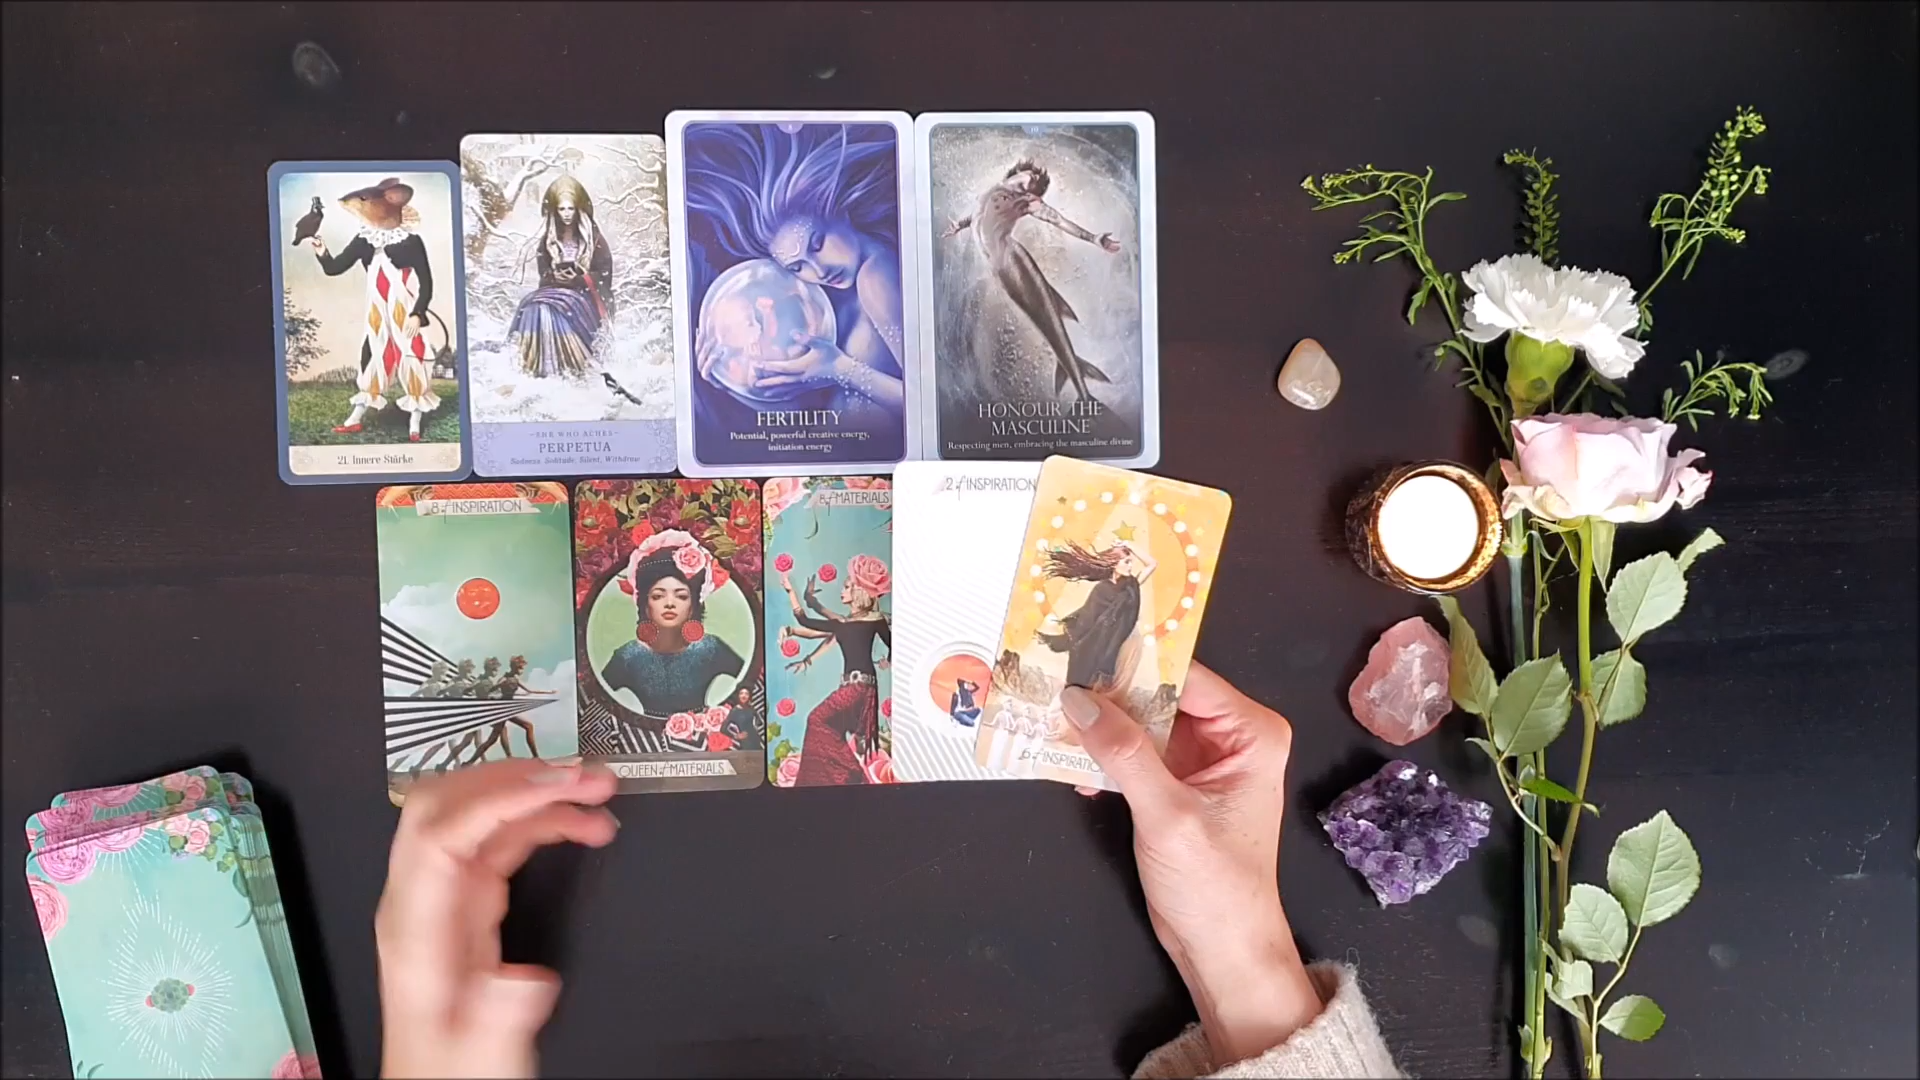 21. Innere Stärke
~SHE WHO ACHES~
PERPETUA
Sadness, Solitude, Silent, Withdraw
FERTILITY
Potential, powerful creative energy,
initiation energy
HONOUR THE
MASCULINE
Respecting men, embracing the masculine divine
8 of INSPIRATION
QUEEN of MATERIALS
8 of MATERIALS
2 of INSPIRATION
6 of INSPIRATION